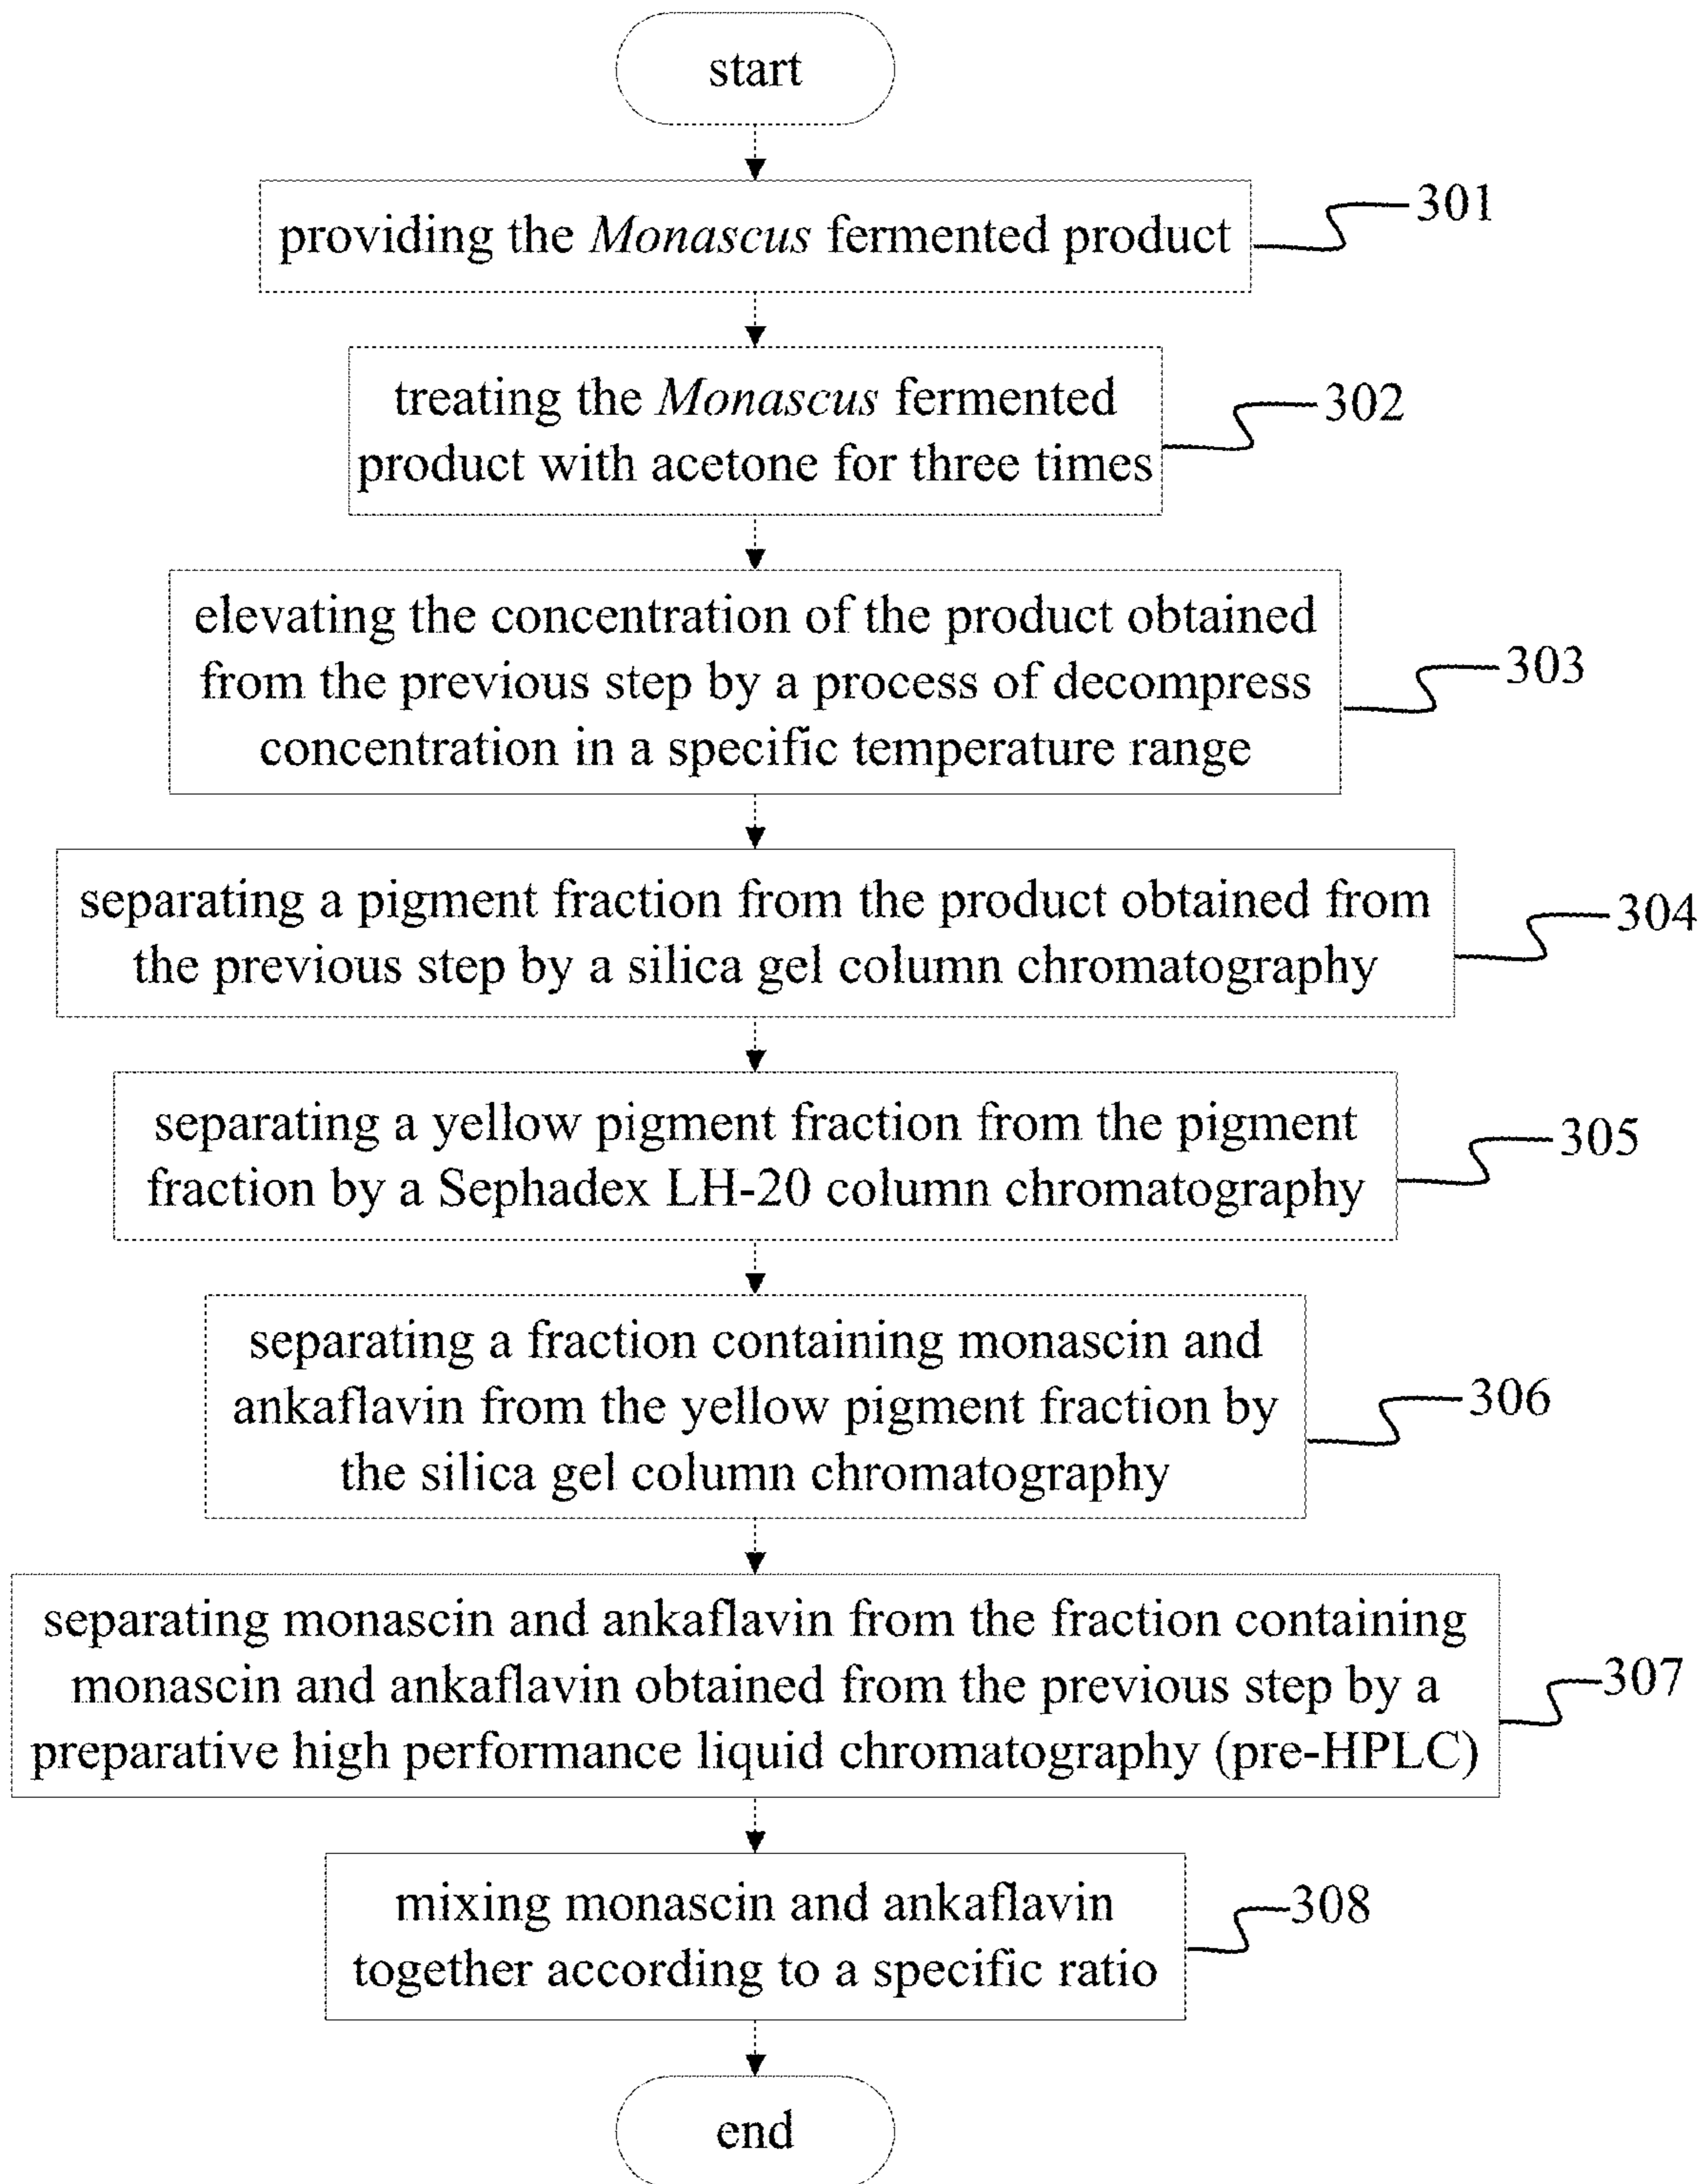 start
providing the Monascus fermented product
301
treating the Monascus fermented
product with acetone for three times
302
elevating the concentration of the product obtained
from the previous step by a process of decompress
concentration in a specific temperature range
303
separating a pigment fraction from the product obtained from
the previous step by a silica gel column chromatography
304
separating a yellow pigment fraction from the pigment
fraction by a Sephadex LH-20 column chromatography
305
separating a fraction containing monascin and
ankaflavin from the yellow pigment fraction by
the silica gel column chromatography
306
separating monascin and ankaflavin from the fraction containing
monascin and ankaflavin obtained from the previous step by a
preparative high performance liquid chromatography (pre-HPLC)
307
mixing monascin and ankaflavin
together according to a specific ratio
308
end